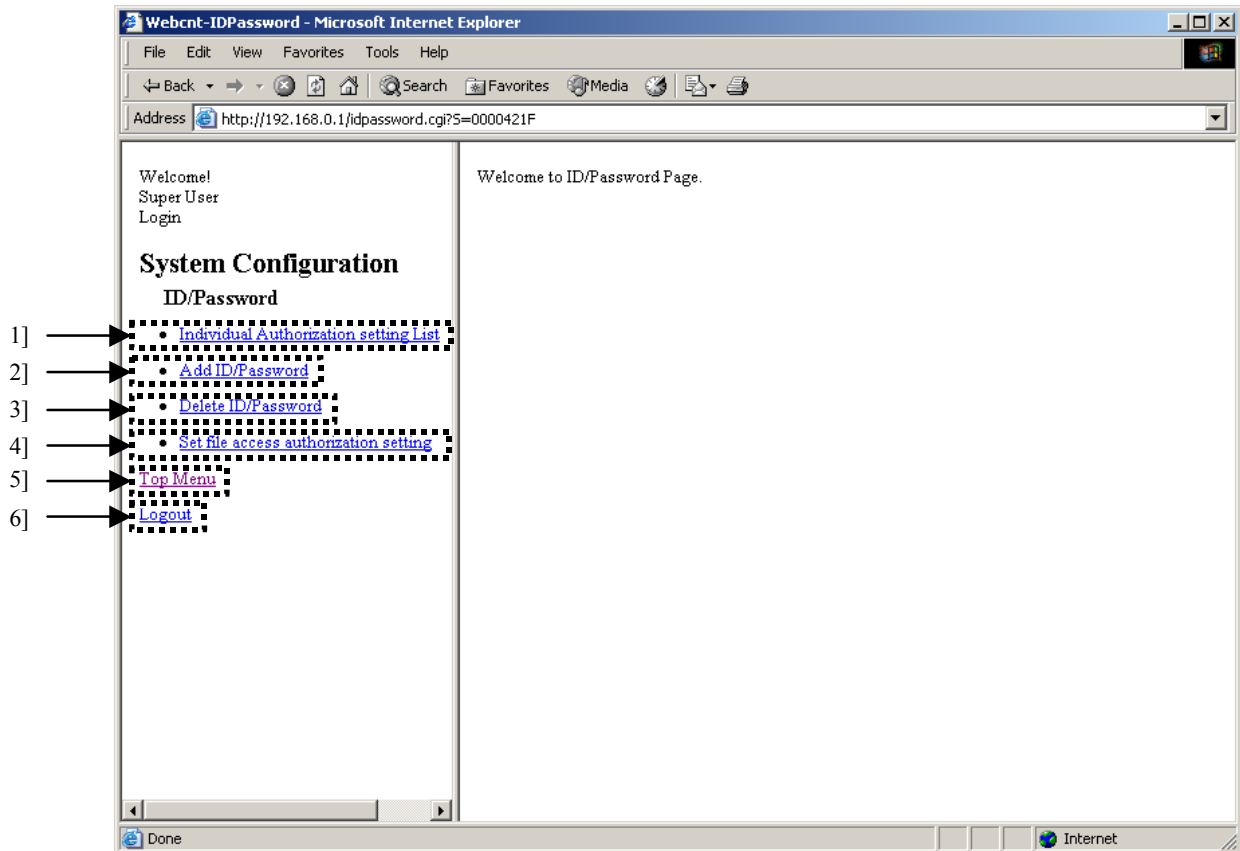 Webcnt-IDPassword - Microsoft Internet Explorer
File Edit View Favorites Tools Help
Back Search Favorites Media
Address http://192.168.0.1/idpassword.cgi?S=0000421F
Welcome!
Super User
Login
System Configuration
ID/Password
1] • Individual Authorization setting List
2] • Add ID/Password
3] • Delete ID/Password
4] • Set file access authorization setting
5] Top Menu
6] Logout
Welcome to ID/Password Page.
Done Internet